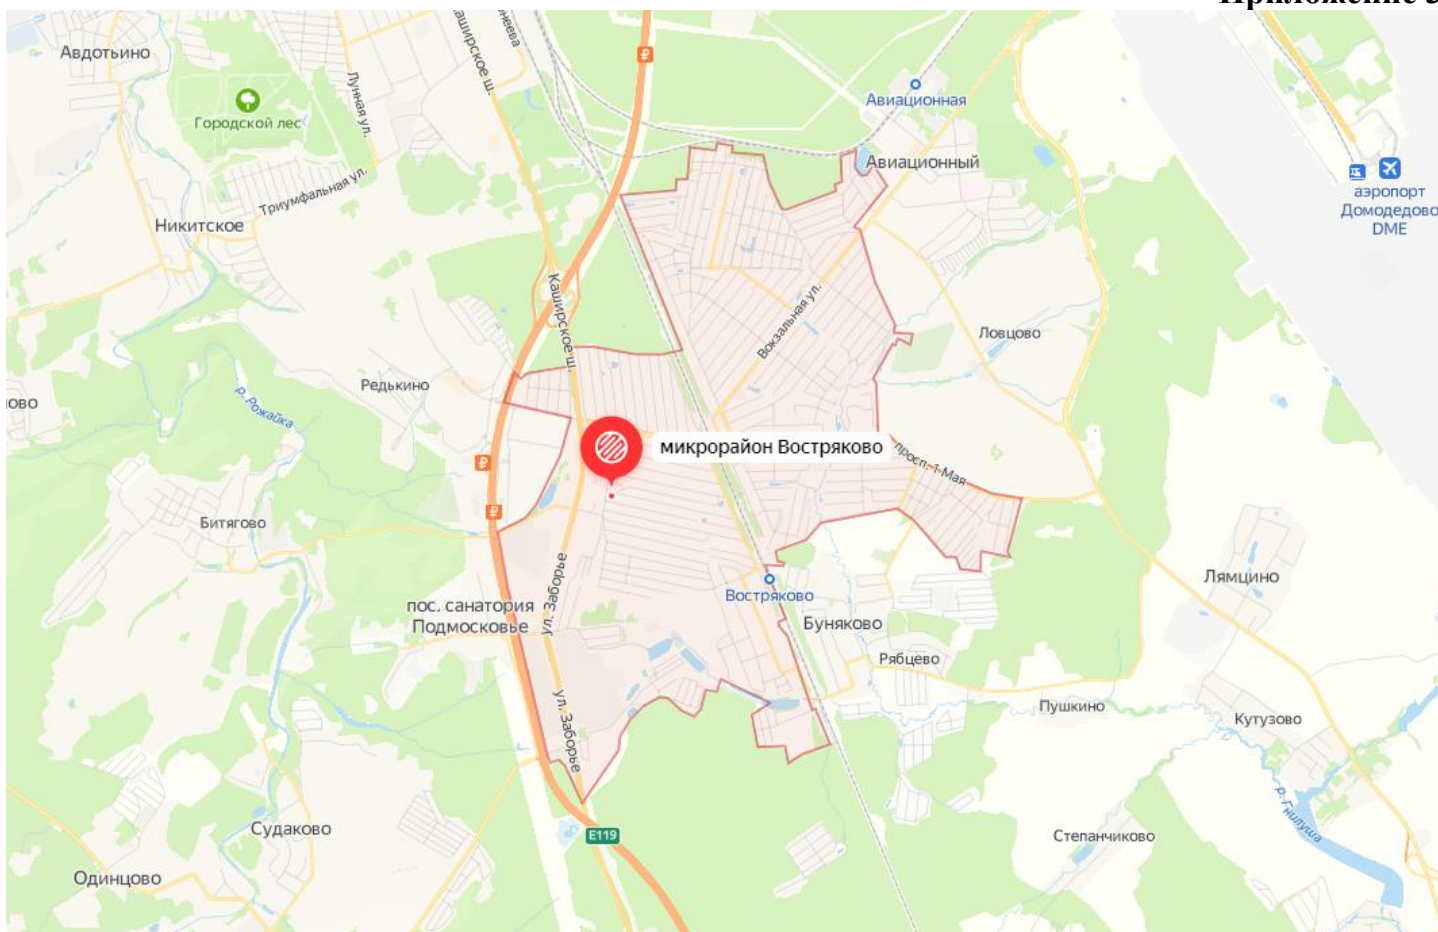 Приложение
Авдотьино
Каширское ш.
Лунная ул.
Городской лес
Авиационная
Триумфальная ул.
Авиационный
аэропорт
Домодедово
DME
Никитское
Каширское ш.
Вокзальная ул.
Ловцово
Редькино
р. Рожайка
микрорайон Востряково
просп. 1 Мая
Битягово
ул. Заборье
Востряково
Лямцино
пос. санатория
Подмосковье
Буняково
Рябцево
ул. Заборье
Пушкино
Кутузово
Судаково
E119
Степанчиково
р. Гнилуша
Одинцово